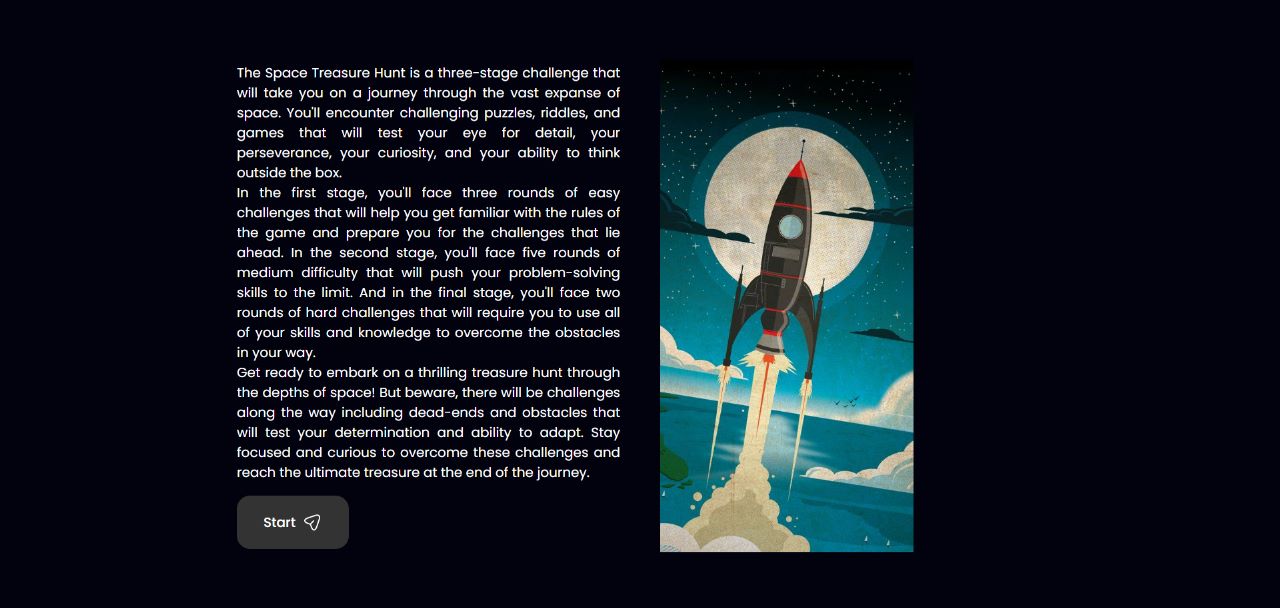 The Space Treasure Hunt is a three-stage challenge that
will take you on a journey through the vast expanse of
space. You'll encounter challenging puzzles, riddles, and
games that will test your eye for detail, your
perseverance, your curiosity, and your ability to think
outside the box.
In the first stage, you'll face three rounds of easy
challenges that will help you get familiar with the rules of
the game and prepare you for the challenges that lie
ahead. In the second stage, you'll face five rounds of
medium difficulty that will push your problem-solving
skills to the limit. And in the final stage, you'll face two
rounds of hard challenges that will require you to use all
of your skills and knowledge to overcome the obstacles
in your way.
Get ready to embark on a thrilling treasure hunt through
the depths of space! But beware, there will be challenges
along the way including dead-ends and obstacles that
will test your determination and ability to adapt. Stay
focused and curious to overcome these challenges and
reach the ultimate treasure at the end of the journey.
Start